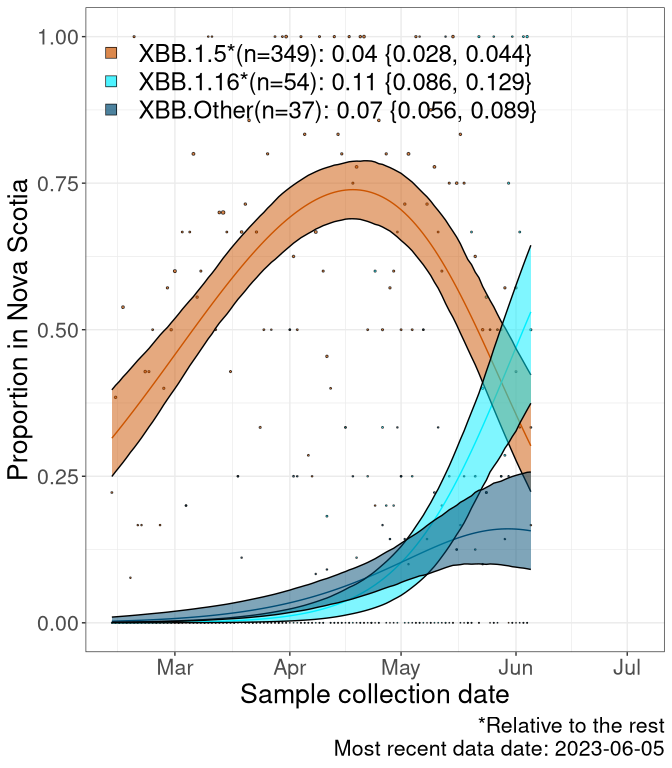 1.00
XBB.1.5*(n=349): 0.04 {0.028, 0.044}
XBB.1.16*(n=54): 0.11 {0.086, 0.129}
XBB.Other(n=37): 0.07 {0.056, 0.089}
0.75
0.50
0.25
0.00
Proportion in Nova Scotia
Mar Apr May Jun Jul
Sample collection date
*Relative to the rest
Most recent data date: 2023-06-05